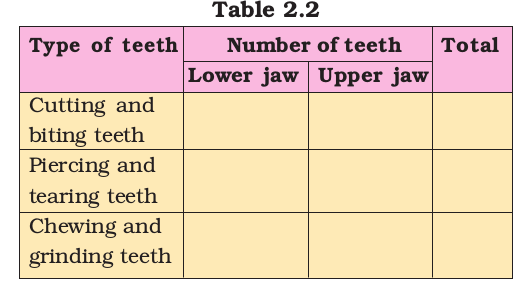 Table 2.2
Type of teeth Number of teeth Total
Lower jaw Upper jaw
Cutting and
biting teeth
Piercing and
tearing teeth
Chewing and
grinding teeth